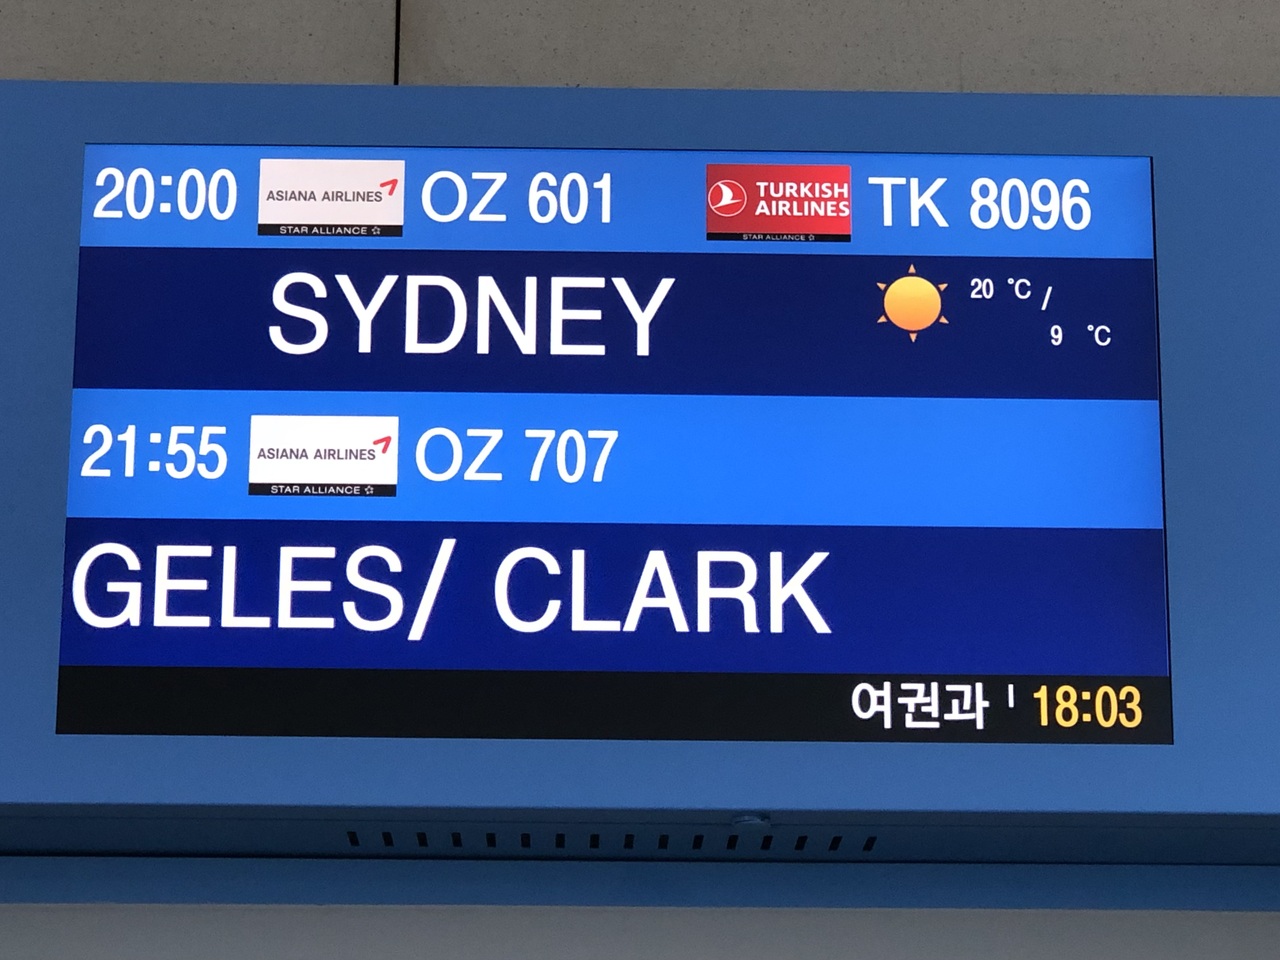 20:00 ASIANA AIRLINES STAR ALLIANCE OZ 601 TURKISH AIRLINES STAR ALLIANCE TK 8096
SYDNEY 20 °C / 9 °C
21:55 ASIANA AIRLINES STAR ALLIANCE OZ 707
GELES/ CLARK
여권과 18:03